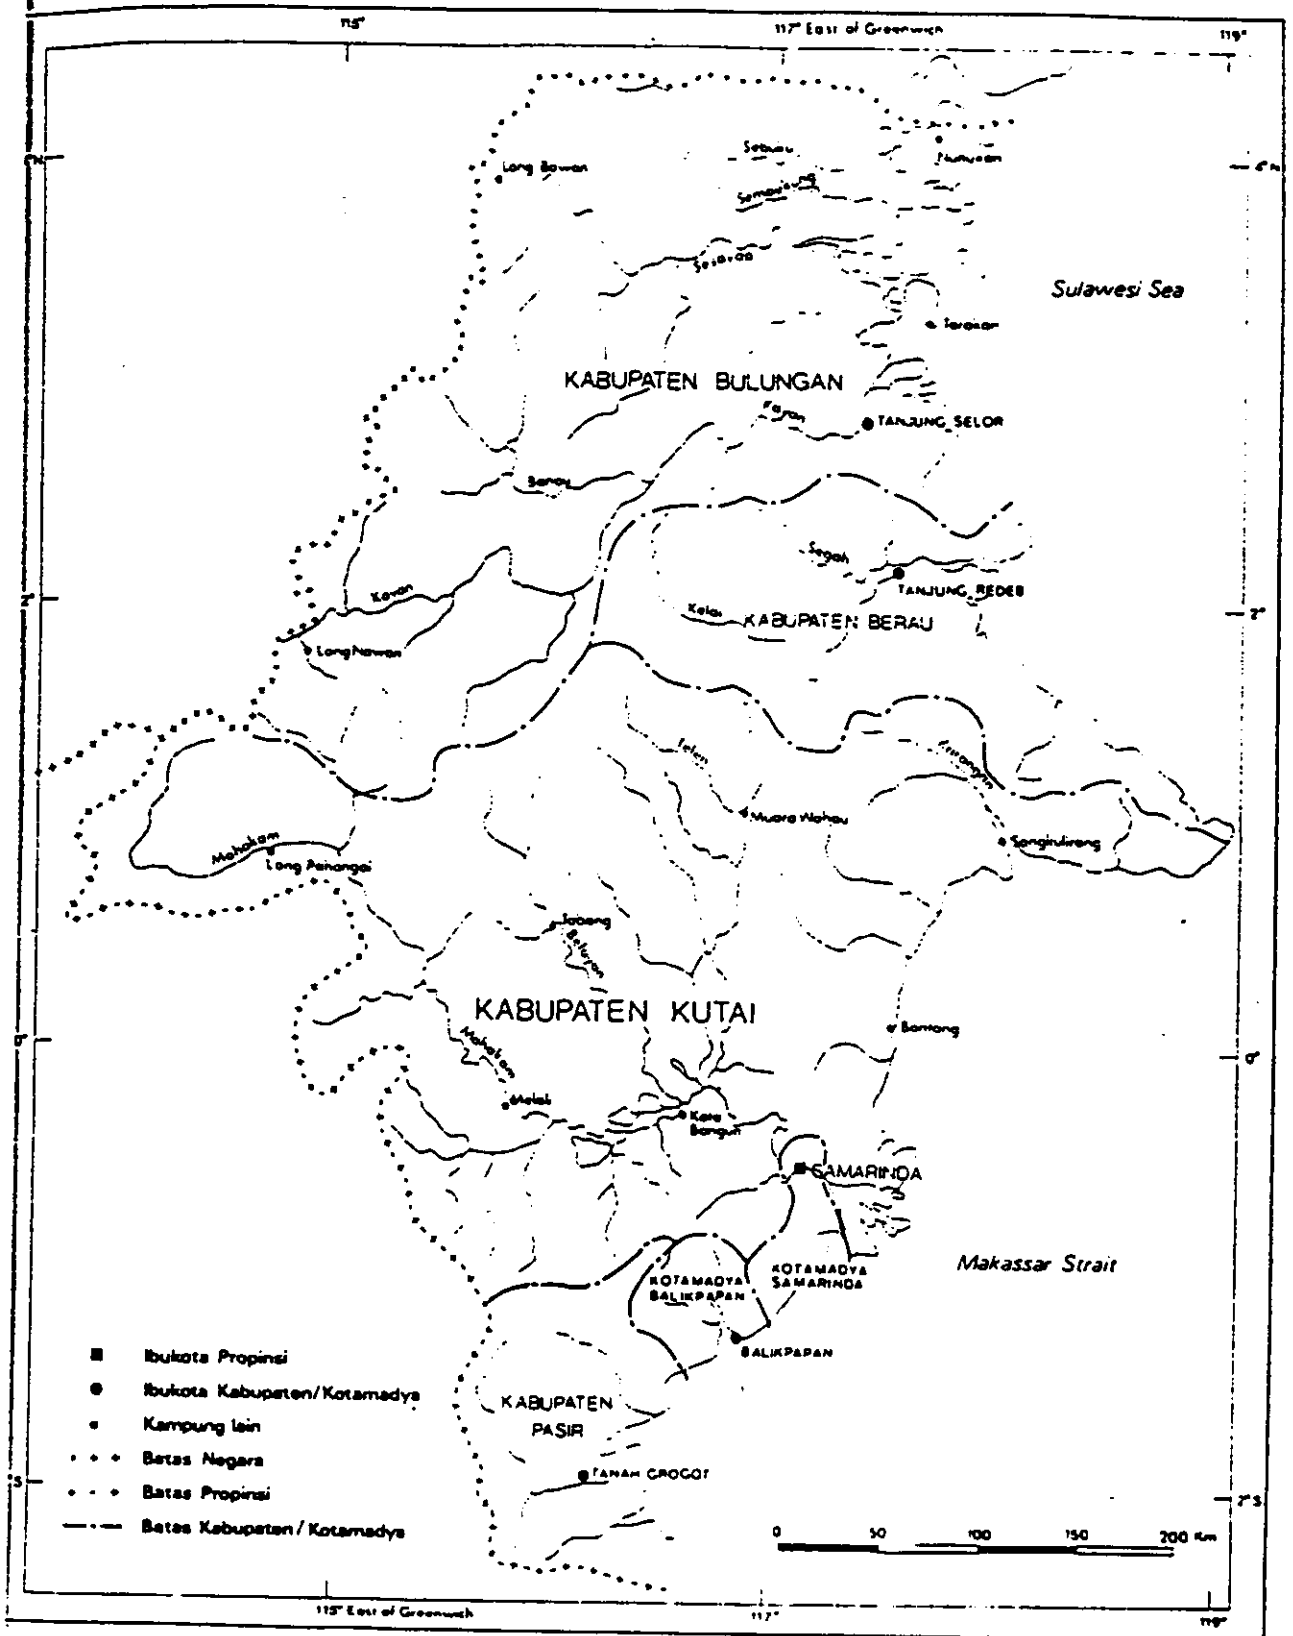 115°
117° East of Greenwich
119°
Long Bawan
Sebuku
Nunukan
4°N
Sembakung
Sesayap
Sulawesi Sea
Tarakan
KABUPATEN BULUNGAN
Kayan
TANJUNG SELOR
Bahau
Segah
TANJUNG REDEB
2°
2°
Kayan
Kelai
KABUPATEN BERAU
Long Nawan
Telen
Muara Wahau
Mahakam
Long Pahangai
Sangkulirang
Tabang
Belayan
KABUPATEN KUTAI
Bontang
0°
0°
Mahakam
Melak
Kota
Bangun
SAMARINDA
Makassar Strait
KOTAMADYA
SAMARINDA
KOTAMADYA
BALIKPAPAN
BALIKPAPAN
Ibukota Propinsi
Ibukota Kabupaten/Kotamadya
KABUPATEN
PASIR
Kampung lain
Batas Negara
TANAH GROGOT
Batas Propinsi
2°S
Batas Kabupaten/Kotamadya
0 50 100 150 200 Km
115° East of Greenwich
117°
119°